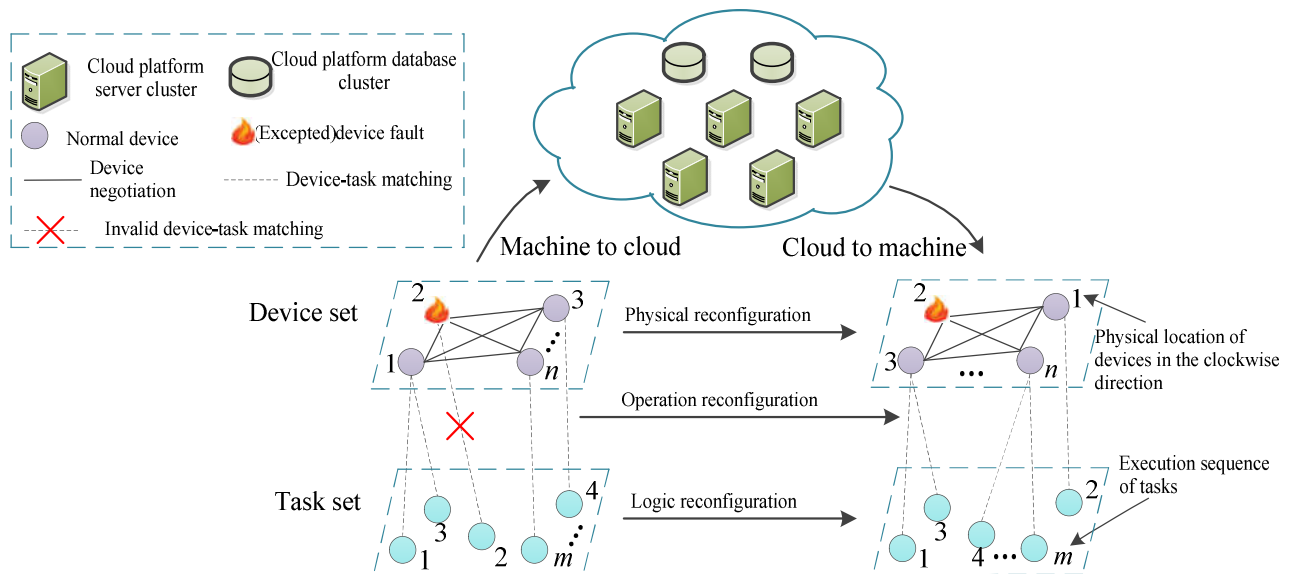 Cloud platform
server cluster
Cloud platform database
cluster
Normal device
(Excepted)device fault
Device
negotiation
Device-task matching
Invalid device-task matching
Machine to cloud
Cloud to machine
Device set
2
3
1
n
Physical reconfiguration
2
1
3
...
n
Physical location of
devices in the clockwise
direction
Operation reconfiguration
Task set
4
3
1
2
m
Logic reconfiguration
2
3
1
4
...
m
Execution sequence
of tasks